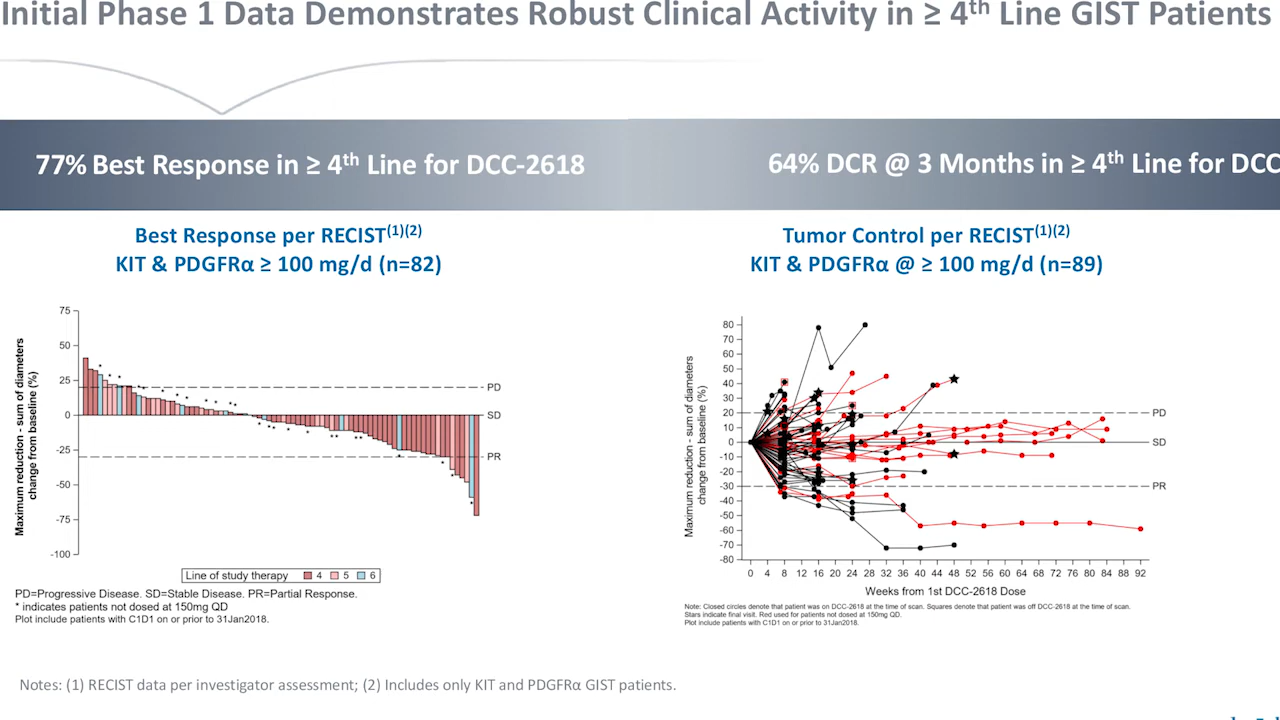 Initial Phase 1 Data Demonstrates Robust Clinical Activity in ≥ 4th Line GIST Patients
77% Best Response in ≥ 4th Line for DCC-2618
64% DCR @ 3 Months in ≥ 4th Line for DCC
Best Response per RECIST(1)(2)
KIT & PDGFRα ≥ 100 mg/d (n=82)
Tumor Control per RECIST(1)(2)
KIT & PDGFRα @ ≥ 100 mg/d (n=89)
Maximum reduction - sum of diameters
change from baseline (%)
75
50
25
0
-25
-50
-75
-100
PD
SD
PR
Line of study therapy 4 5 6
PD=Progressive Disease. SD=Stable Disease. PR=Partial Response.
* indicates patients not dosed at 150mg QD
Plot include patients with C1D1 on or prior to 31Jan2018.
Maximum reduction - sum of diameters
change from baseline (%)
80
70
60
50
40
30
20
10
0
-10
-20
-30
-40
-50
-60
-70
-80
PD
SD
PR
0 4 8 12 16 20 24 28 32 36 40 44 48 52 56 60 64 68 72 76 80 84 88 92
Weeks from 1st DCC-2618 Dose
Note: Closed circles denote that patient was on DCC-2618 at the time of scan. Squares denote that patient was off DCC-2618 at the time of scan.
Stars indicate final visit. Red used for patients not dosed at 150mg QD.
Plot include patients with C1D1 on or prior to 31Jan2018.
Notes: (1) RECIST data per investigator assessment; (2) Includes only KIT and PDGFRα GIST patients.